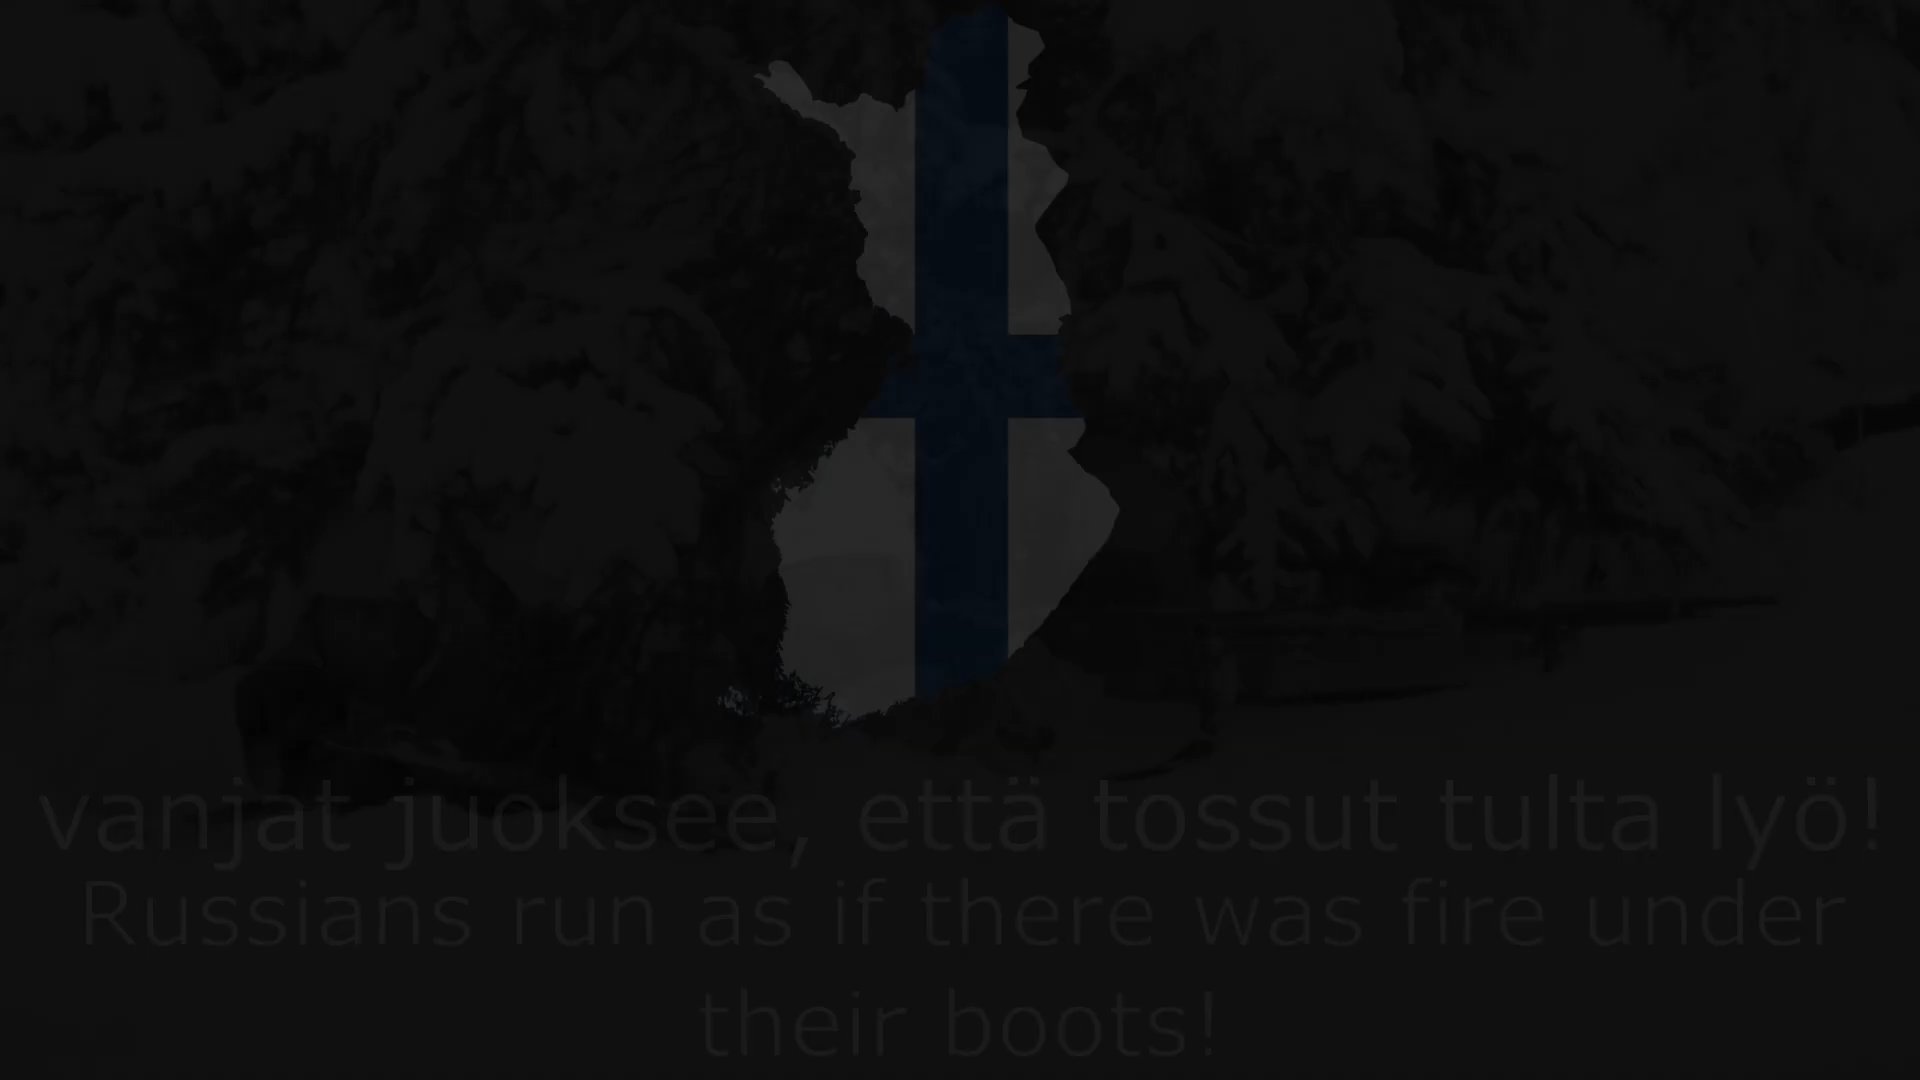 vanjat juoksee, että tossut tulta lyö!
Russians run as if there was fire under
their boots!